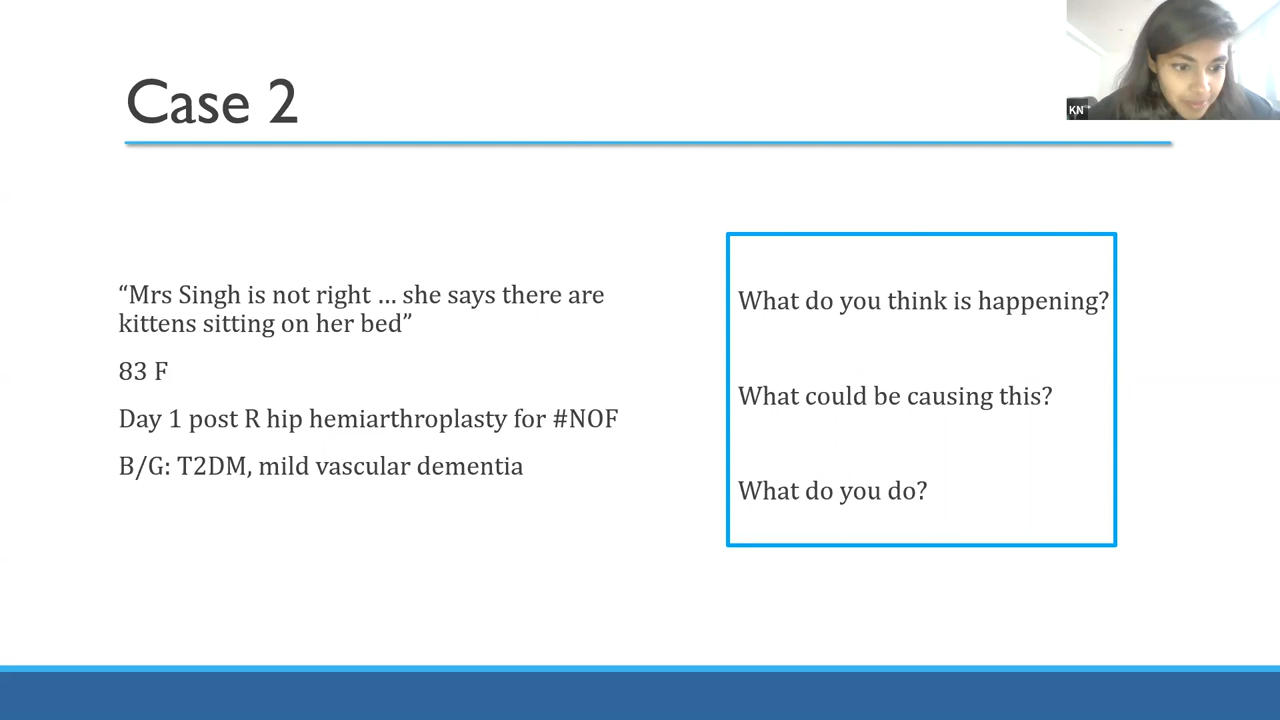 Case 2
KN
“Mrs Singh is not right … she says there are
kittens sitting on her bed”
83 F
Day 1 post R hip hemiarthroplasty for #NOF
B/G: T2DM, mild vascular dementia
What do you think is happening?
What could be causing this?
What do you do?